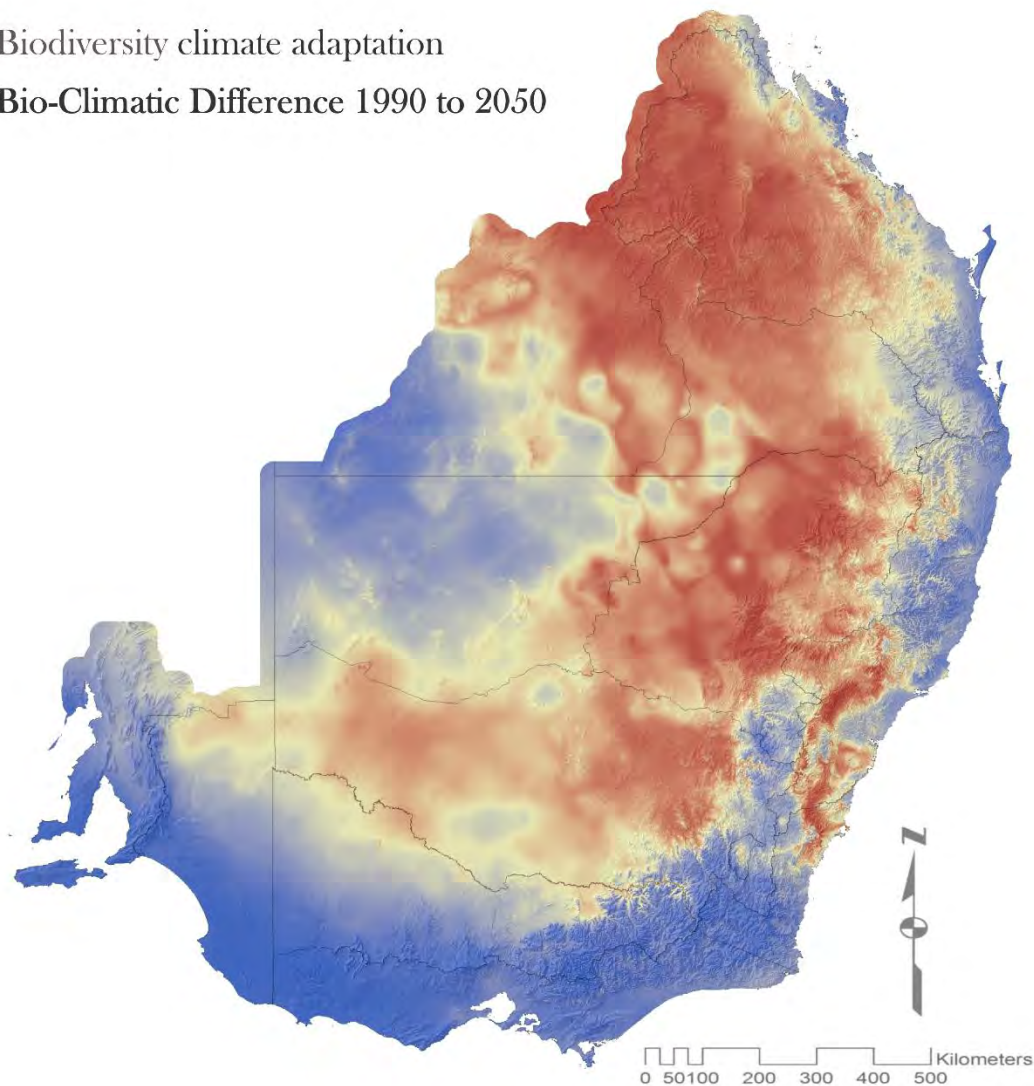 Biodiversity climate adaptation
Bio-Climatic Difference 1990 to 2050
N
Kilometers
0 50100 200 300 400 500